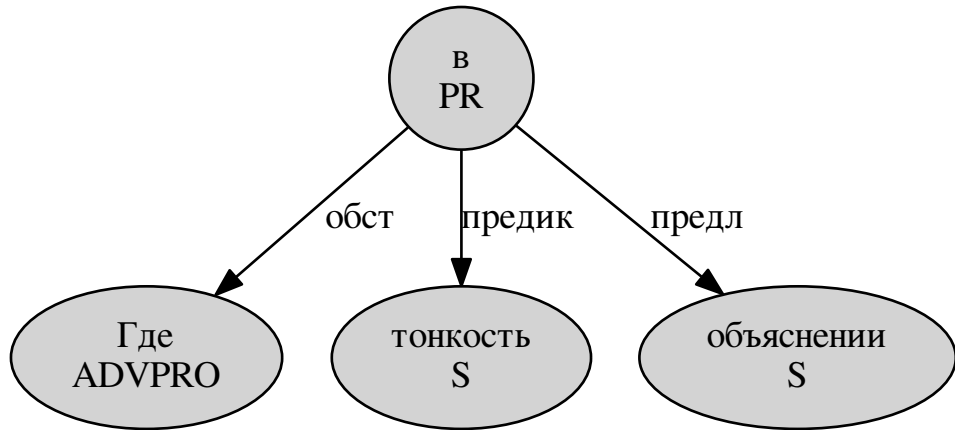 в
PR
обст
предик
предл
Где
ADVPRO
тонкость
S
объяснении
S